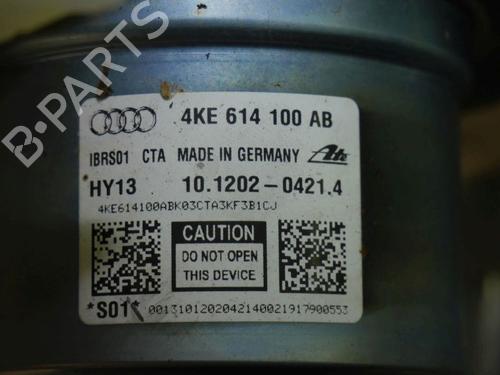 4KE 614 100 AB
IBRS01 CTA MADE IN GERMANY Ate
HY13 10.1202-0421.4
4KE614100ABK03CTA3KF3B1CJ
CAUTION
DO NOT OPEN
THIS DEVICE
*S01*
0013101202042140021917900553